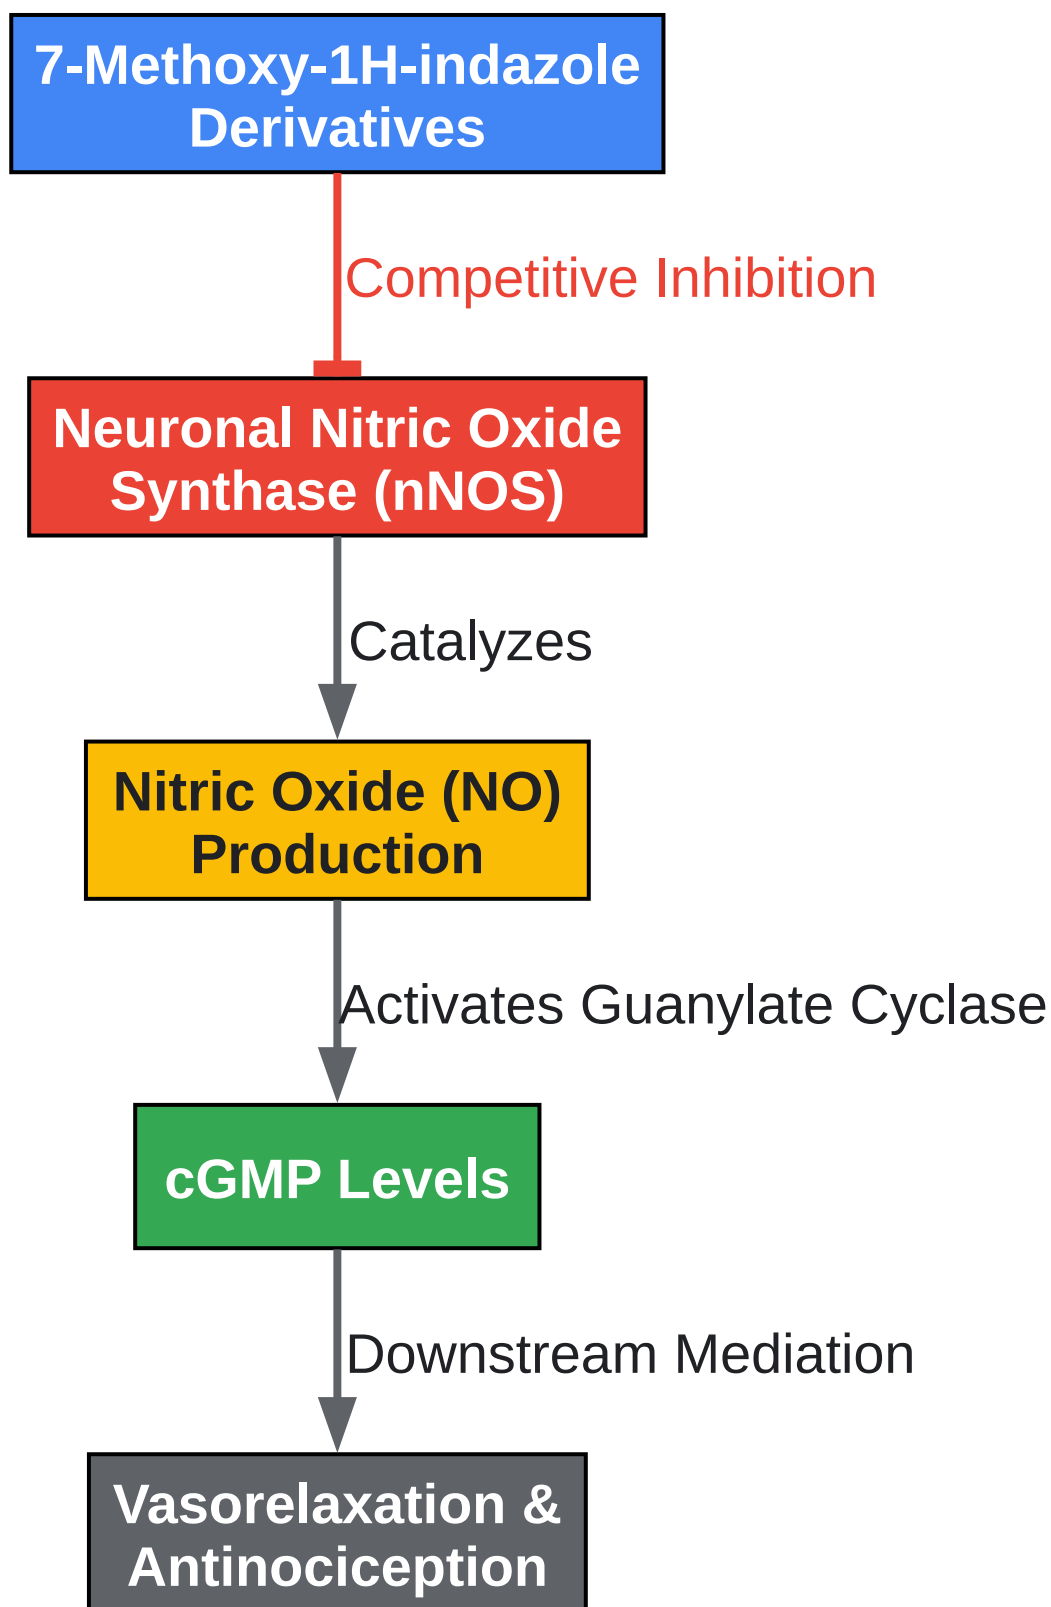 7-Methoxy-1H-indazole
Derivatives
Competitive Inhibition
Neuronal Nitric Oxide
Synthase (nNOS)
Catalyzes
Nitric Oxide (NO)
Production
Activates Guanylate Cyclase
cGMP Levels
Downstream Mediation
Vasorelaxation &
Antinociception